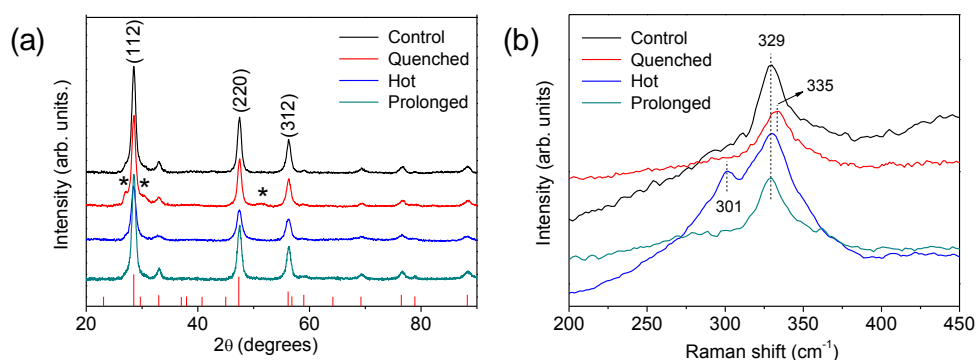 (a)
Intensity (arb. units.)
(112)
(220)
(312)
Control
Quenched
Hot
Prolonged
* * *
20 40 60 80
2θ (degrees)
(b)
Intensity (arb. units)
Control
Quenched
Hot
Prolonged
329
335
301
200 250 300 350 400 450
Raman shift (cm⁻¹)